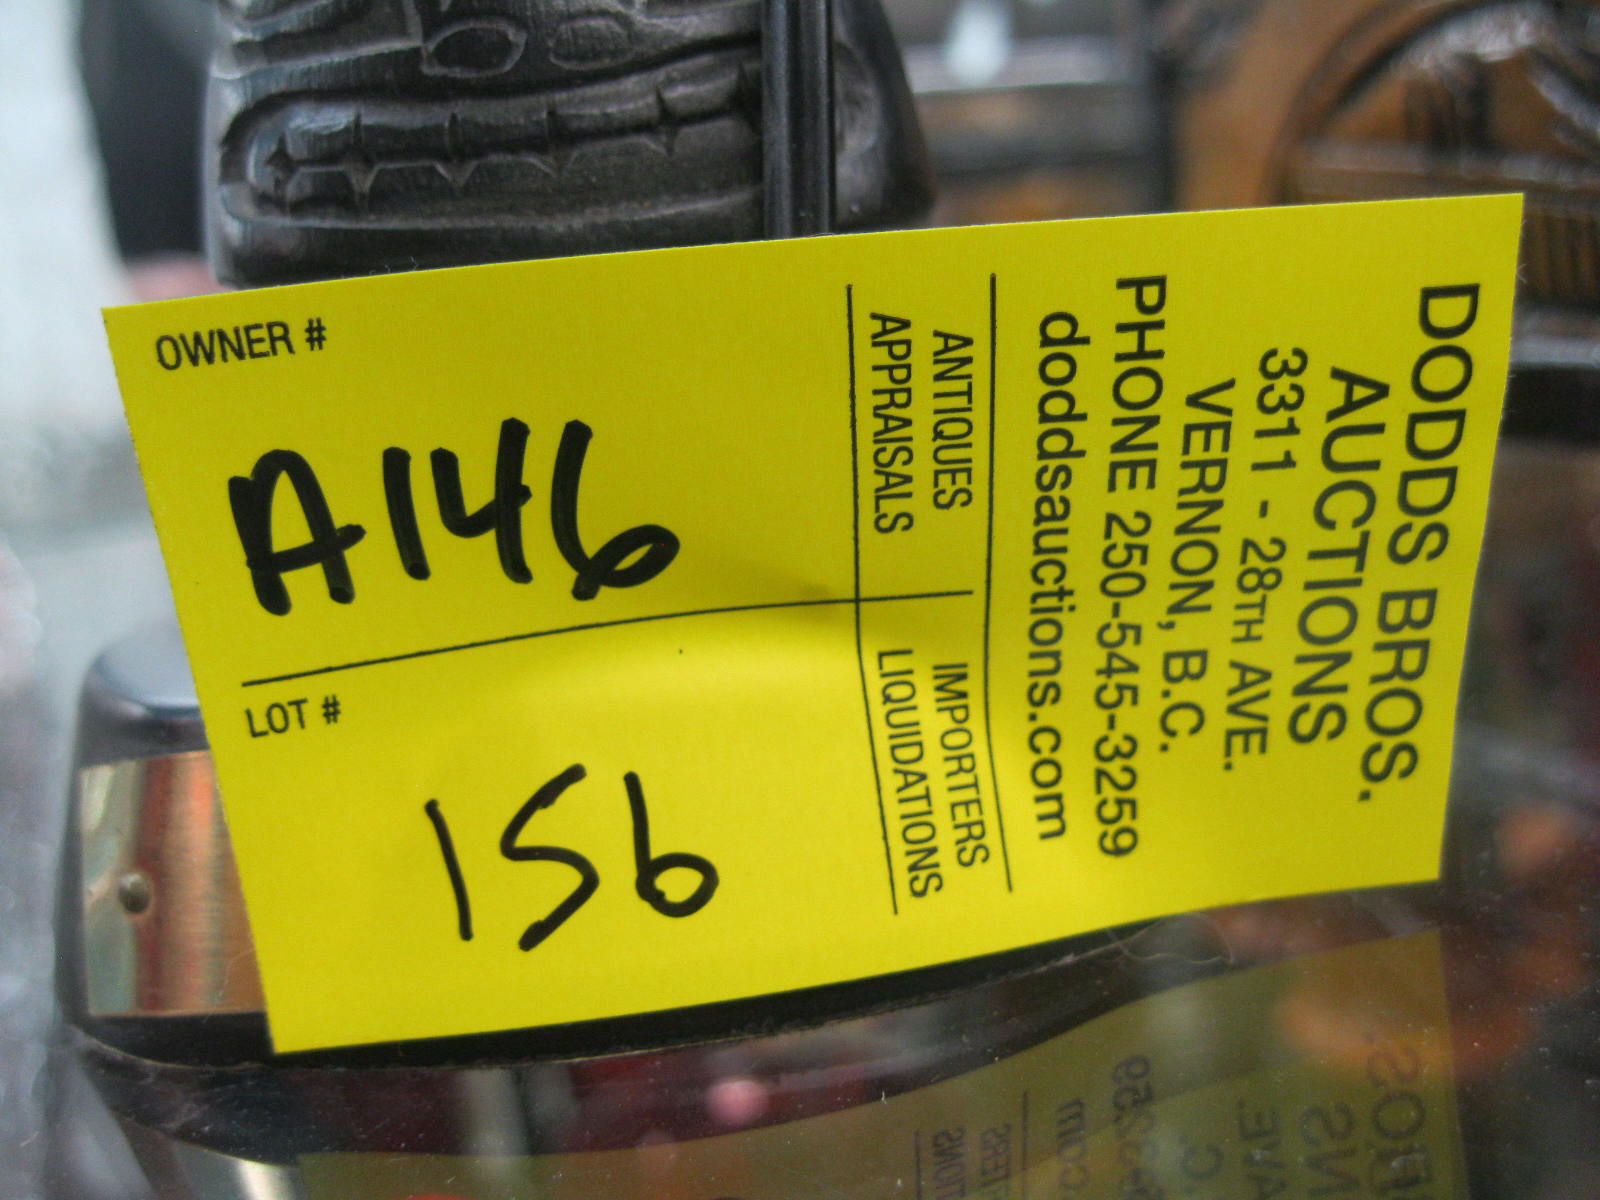 DODDS BROS.
AUCTIONS
3311 - 28TH AVE.
VERNON, B.C.
PHONE 250-545-3259
doddsauctions.com
ANTIQUES
APPRAISALS
IMPORTERS
LIQUIDATIONS
OWNER #
A146
LOT #
156